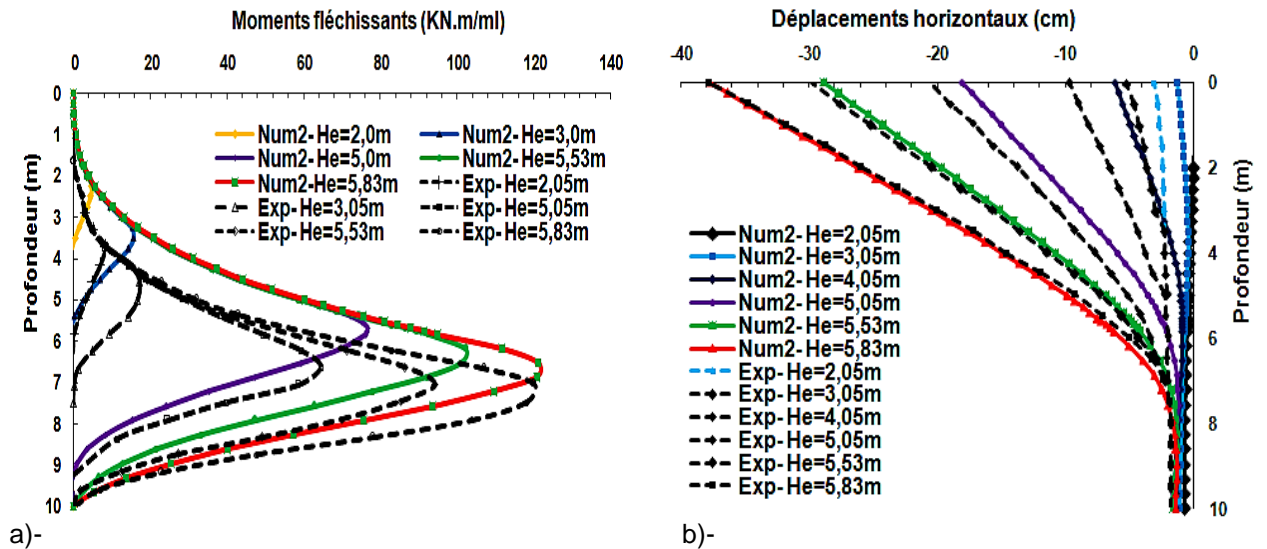 Moments fléchissants (KN.m/ml)
0 20 40 60 80 100 120 140
Profondeur (m)
0
1
2
3
4
5
6
7
8
9
10
Num2- He=2,0m
Num2- He=3,0m
Num2- He=5,0m
Num2- He=5,53m
Num2-He=5,83m
Exp- He=2,05m
Exp- He=3,05m
Exp- He=5,05m
Exp- He=5,53m
Exp- He=5,83m
a)-
Déplacements horizontaux (cm)
-40 -30 -20 -10 0
0
2
4
6
8
10
Profondeur (m)
Num2- He=2,05m
Num2- He=3,05m
Num2- He=4,05m
Num2- He=5,05m
Num2- He=5,53m
Num2- He=5,83m
Exp- He=2,05m
Exp- He=3,05m
Exp- He=4,05m
Exp- He=5,05m
Exp- He=5,53m
Exp- He=5,83m
b)-